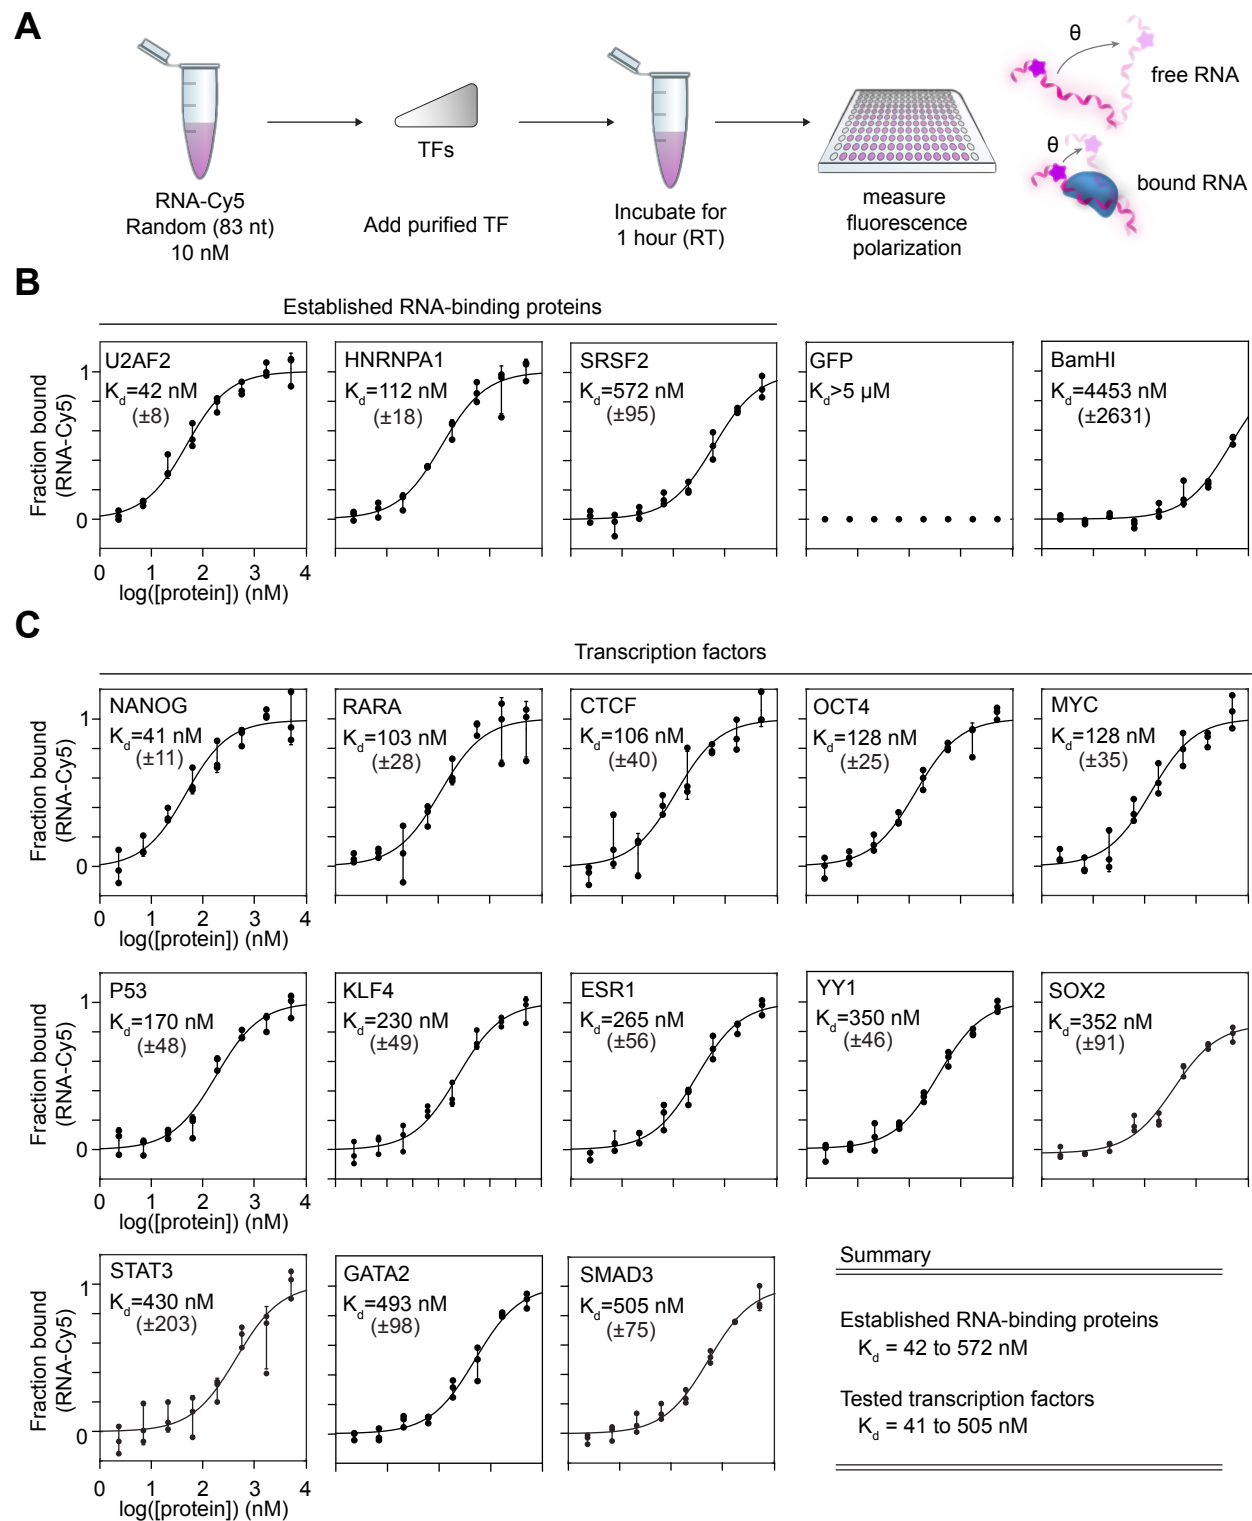 A
θ
free RNA
θ
bound RNA
TFs
RNA-Cy5
Random (83 nt)
10 nM
Add purified TF
Incubate for
1 hour (RT)
measure
fluorescence
polarization
B
Established RNA-binding proteins
Fraction bound
(RNA-Cy5)
1
0
U2AF2
Kd=42 nM
(±8)
0 1 2 3 4
log([protein]) (nM)
HNRNPA1
Kd=112 nM
(±18)
SRSF2
Kd=572 nM
(±95)
GFP
Kd>5 µM
BamHI
Kd=4453 nM
(±2631)
C
Transcription factors
Fraction bound
(RNA-Cy5)
1
0
NANOG
Kd=41 nM
(±11)
0 1 2 3 4
log([protein]) (nM)
RARA
Kd=103 nM
(±28)
CTCF
Kd=106 nM
(±40)
OCT4
Kd=128 nM
(±25)
MYC
Kd=128 nM
(±35)
Fraction bound
(RNA-Cy5)
1
0
P53
Kd=170 nM
(±48)
0 1 2 3 4
log([protein]) (nM)
KLF4
Kd=230 nM
(±49)
ESR1
Kd=265 nM
(±56)
YY1
Kd=350 nM
(±46)
SOX2
Kd=352 nM
(±91)
Fraction bound
(RNA-Cy5)
1
0
STAT3
Kd=430 nM
(±203)
0 1 2 3 4
log([protein]) (nM)
GATA2
Kd=493 nM
(±98)
SMAD3
Kd=505 nM
(±75)
Summary
Established RNA-binding proteins
Kd = 42 to 572 nM
Tested transcription factors
Kd = 41 to 505 nM